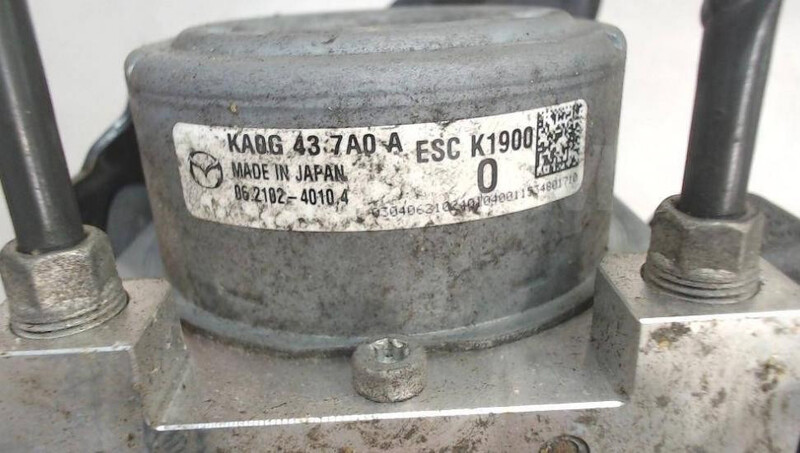 KA0G 43 7A0-A ESC K1900
MADE IN JAPAN 0
06.2102-4010.4